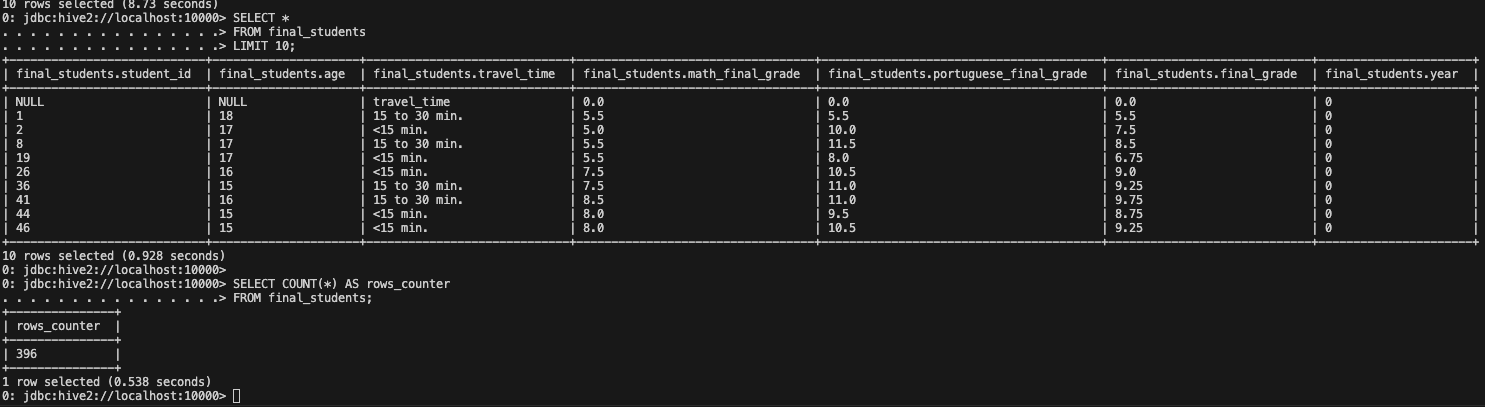 10 rows selected (8.73 seconds)
0: jdbc:hive2://localhost:10000> SELECT *
. . . . . . . . . . . . . . . .> FROM final_students
. . . . . . . . . . . . . . . .> LIMIT 10;
| final_students.student_id | final_students.age | final_students.travel_time | final_students.math_final_grade | final_students.portuguese_final_grade | final_students.final_grade | final_students.year |
| NULL | NULL | travel_time | 0.0 | 0.0 | 0.0 | 0 |
| 1 | 18 | 15 to 30 min. | 5.5 | 5.5 | 5.5 | 0 |
| 2 | 17 | <15 min. | 5.0 | 10.0 | 7.5 | 0 |
| 8 | 17 | 15 to 30 min. | 5.5 | 11.5 | 8.5 | 0 |
| 19 | 17 | <15 min. | 5.5 | 8.0 | 6.75 | 0 |
| 26 | 16 | <15 min. | 7.5 | 10.5 | 9.0 | 0 |
| 36 | 15 | 15 to 30 min. | 7.5 | 11.0 | 9.25 | 0 |
| 41 | 16 | 15 to 30 min. | 8.5 | 11.0 | 9.75 | 0 |
| 44 | 15 | <15 min. | 8.0 | 9.5 | 8.75 | 0 |
| 46 | 15 | <15 min. | 8.0 | 10.5 | 9.25 | 0 |
10 rows selected (0.928 seconds)
0: jdbc:hive2://localhost:10000>
0: jdbc:hive2://localhost:10000> SELECT COUNT(*) AS rows_counter
. . . . . . . . . . . . . . . .> FROM final_students;
| rows_counter |
| 396 |
1 row selected (0.538 seconds)
0: jdbc:hive2://localhost:10000>